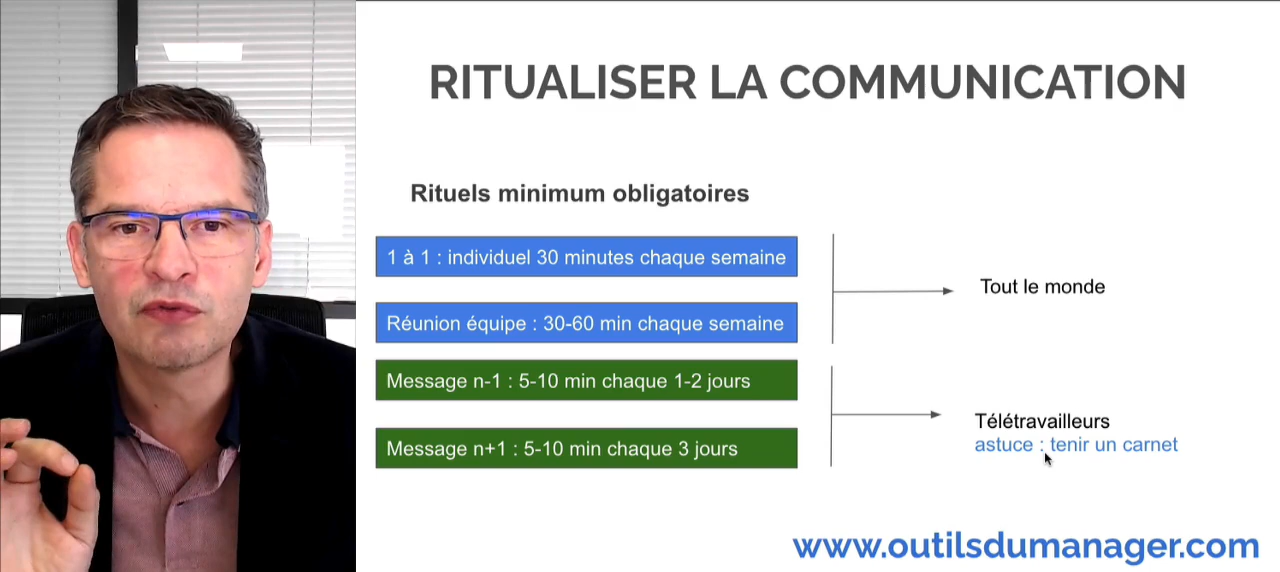 RITUALISER LA COMMUNICATION
Rituels minimum obligatoires
1 à 1 : individuel 30 minutes chaque semaine
Réunion équipe : 30-60 min chaque semaine
Tout le monde
Message n-1 : 5-10 min chaque 1-2 jours
Message n+1 : 5-10 min chaque 3 jours
Télétravailleurs
astuce : tenir un carnet
www.outilsdumanager.com